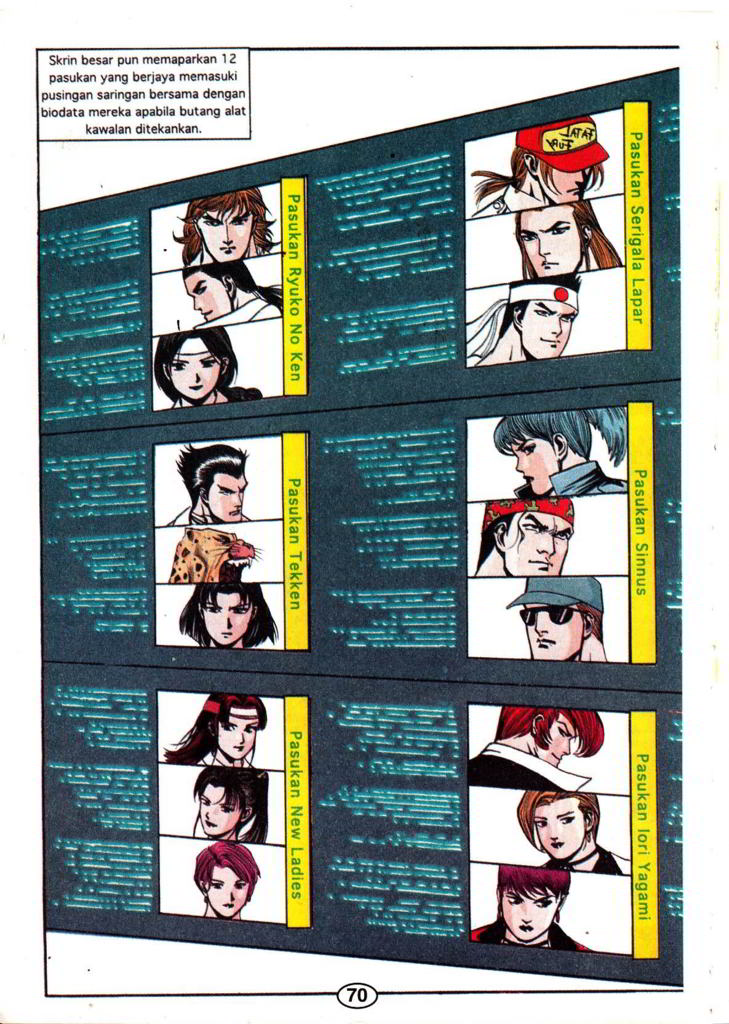 Skrin besar pun memaparkan 12
pasukan yang berjaya memasuki
pusingan saringan bersama dengan
biodata mereka apabila butang alat
kawalan ditekankan.
Pasukan Ryuko No Ken
Pasukan Serigala Lapar
FATAL
FURY
Pasukan Tekken
Pasukan Sinnus
Pasukan New Ladies
Pasukan Iori Yagami
70